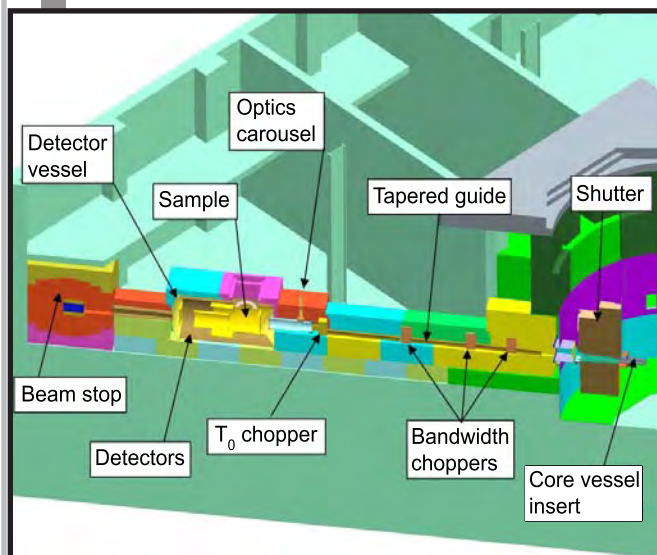 Optics
carousel
Detector
vessel
Sample
Tapered guide
Shutter
Beam stop
Detectors
T₀ chopper
Bandwidth
choppers
Core vessel
insert